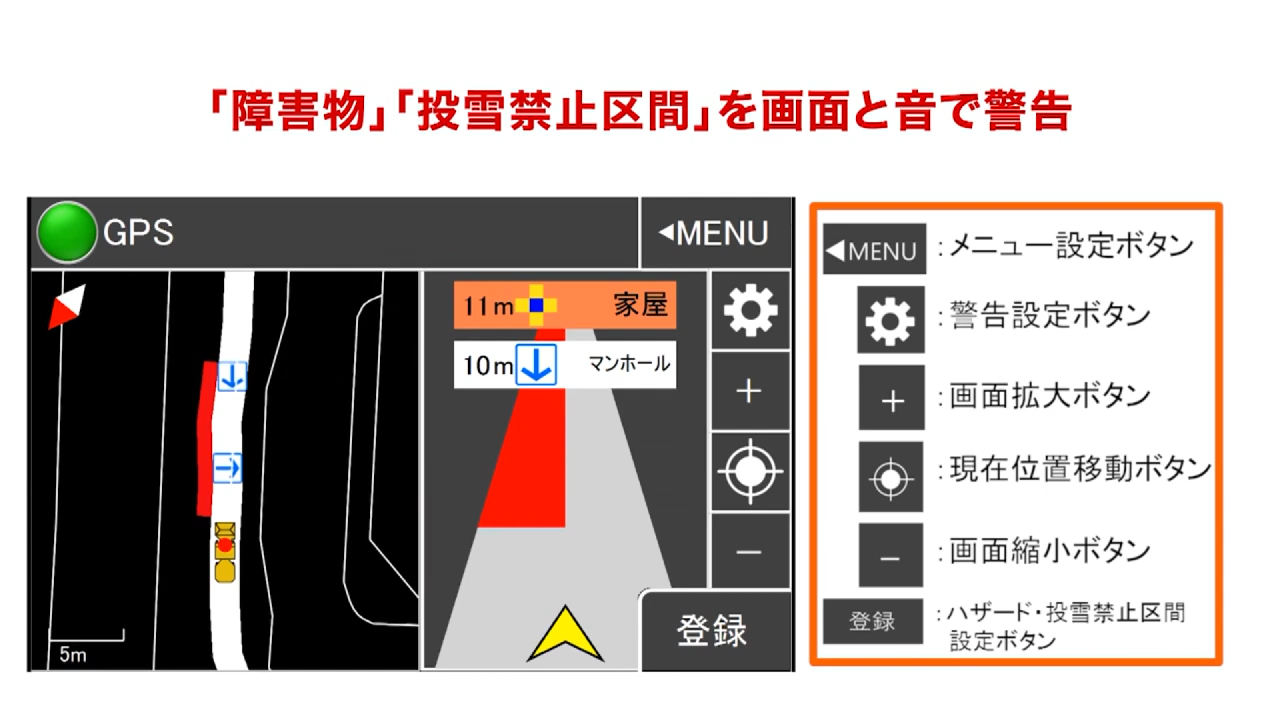 「障害物」「投雪禁止区間」を画面と音で警告
GPS
◀MENU
11m 家屋
10m マンホール
+
−
登録
5m
◀MENU :メニュー設定ボタン
:警告設定ボタン
+ :画面拡大ボタン
:現在位置移動ボタン
− :画面縮小ボタン
登録 :ハザード・投雪禁止区間
設定ボタン